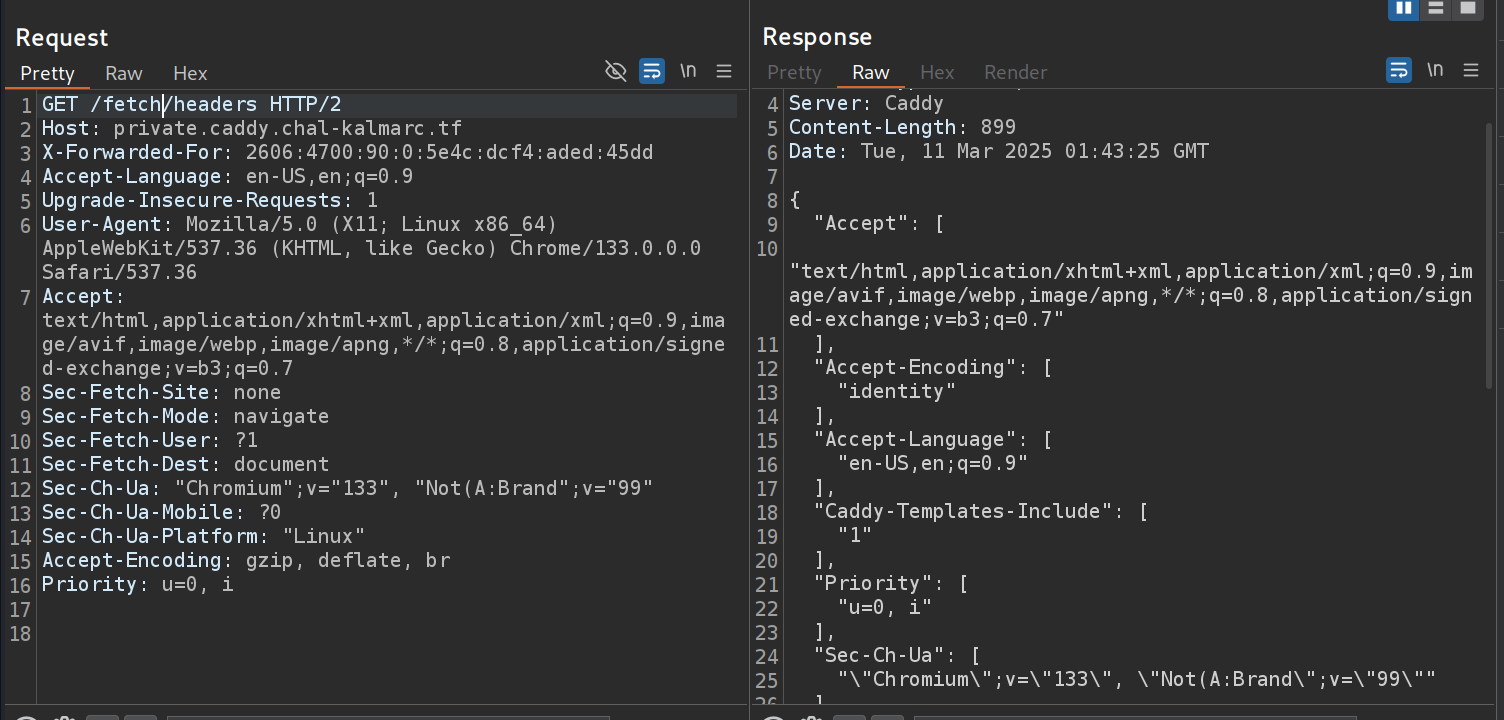 Request
Pretty Raw Hex
\n
1 GET /fetch/headers HTTP/2
2 Host: private.caddy.chal-kalmarc.tf
3 X-Forwarded-For: 2606:4700:90:0:5e4c:dcf4:aded:45dd
4 Accept-Language: en-US,en;q=0.9
5 Upgrade-Insecure-Requests: 1
6 User-Agent: Mozilla/5.0 (X11; Linux x86_64)
AppleWebKit/537.36 (KHTML, like Gecko) Chrome/133.0.0.0
Safari/537.36
7 Accept:
text/html,application/xhtml+xml,application/xml;q=0.9,ima
ge/avif,image/webp,image/apng,*/*;q=0.8,application/signe
d-exchange;v=b3;q=0.7
8 Sec-Fetch-Site: none
9 Sec-Fetch-Mode: navigate
10 Sec-Fetch-User: ?1
11 Sec-Fetch-Dest: document
12 Sec-Ch-Ua: "Chromium";v="133", "Not(A:Brand";v="99"
13 Sec-Ch-Ua-Mobile: ?0
14 Sec-Ch-Ua-Platform: "Linux"
15 Accept-Encoding: gzip, deflate, br
16 Priority: u=0, i
17
18
Response
Pretty Raw Hex Render
\n
4 Server: Caddy
5 Content-Length: 899
6 Date: Tue, 11 Mar 2025 01:43:25 GMT
7
8 {
9 "Accept": [
10
"text/html,application/xhtml+xml,application/xml;q=0.9,im
age/avif,image/webp,image/apng,*/*;q=0.8,application/sign
ed-exchange;v=b3;q=0.7"
11 ],
12 "Accept-Encoding": [
13 "identity"
14 ],
15 "Accept-Language": [
16 "en-US,en;q=0.9"
17 ],
18 "Caddy-Templates-Include": [
19 "1"
20 ],
21 "Priority": [
22 "u=0, i"
23 ],
24 "Sec-Ch-Ua": [
25 "\"Chromium\";v=\"133\", \"Not(A:Brand\";v=\"99\""